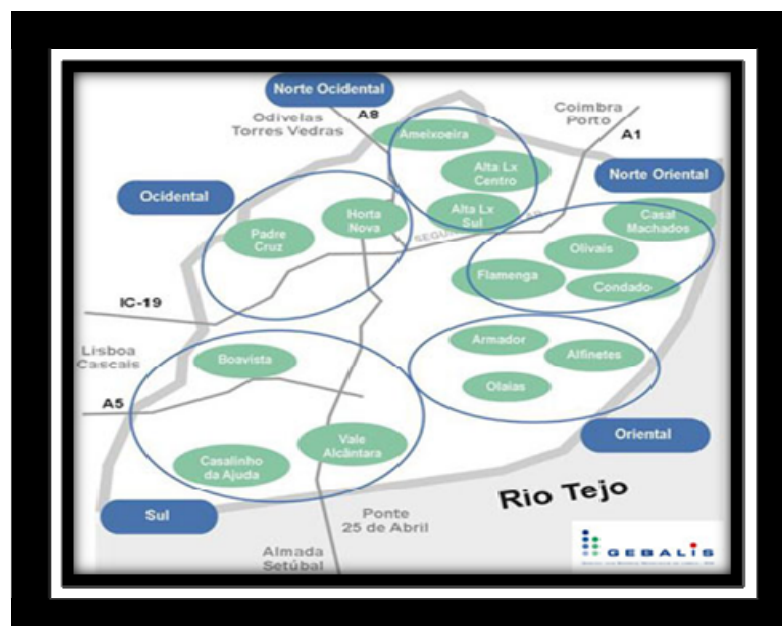 Norte Ocidental
Odivelas
Torres Vedras
A8
Coimbra
Porto
A1
Ameixoeira
Alta Lx
Centro
Norte Oriental
Ocidental
Alta Lx
Sul
Horta
Nova
Padre
Cruz
Casal
Machados
Olivais
Flamenga
Condado
IC-19
Lisboa
Cascais
Boavista
Armador
Alfinetes
Olaias
A5
Vale
Alcântara
Casalinho
da Ajuda
Oriental
Sul
Ponte
25 de Abril
Rio Tejo
Almada
Setúbal
GEBALIS